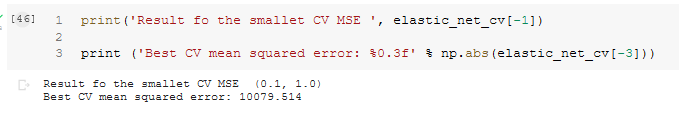 [46] 1 print('Result fo the smallet CV MSE ', elastic_net_cv[-1])
2
3 print ('Best CV mean squared error: %0.3f' % np.abs(elastic_net_cv[-3]))
Result fo the smallet CV MSE  (0.1, 1.0)
Best CV mean squared error: 10079.514